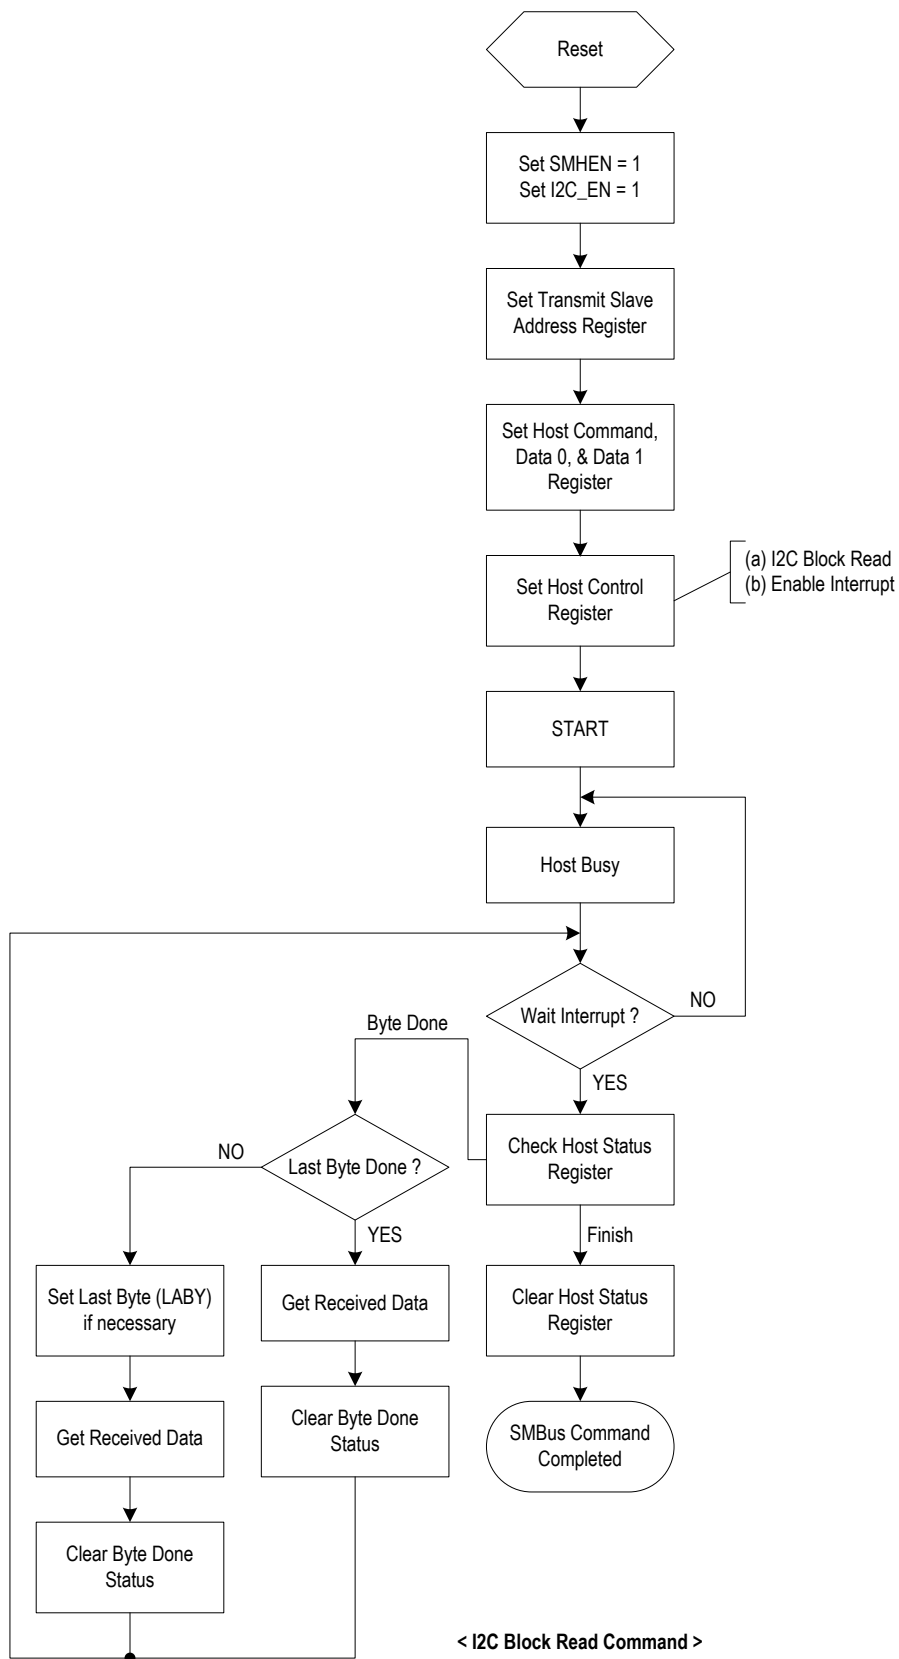 Reset
Set SMHEN = 1
Set I2C_EN = 1
Set Transmit Slave
Address Register
Set Host Command,
Data 0, & Data 1
Register
Set Host Control
Register
(a) I2C Block Read
(b) Enable Interrupt
START
Host Busy
Wait Interrupt ?
NO
YES
Byte Done
Check Host Status
Register
Last Byte Done ?
NO
YES
Finish
Set Last Byte (LABY)
if necessary
Get Received Data
Clear Host Status
Register
Get Received Data
Clear Byte Done
Status
SMBus Command
Completed
Clear Byte Done
Status
< I2C Block Read Command >